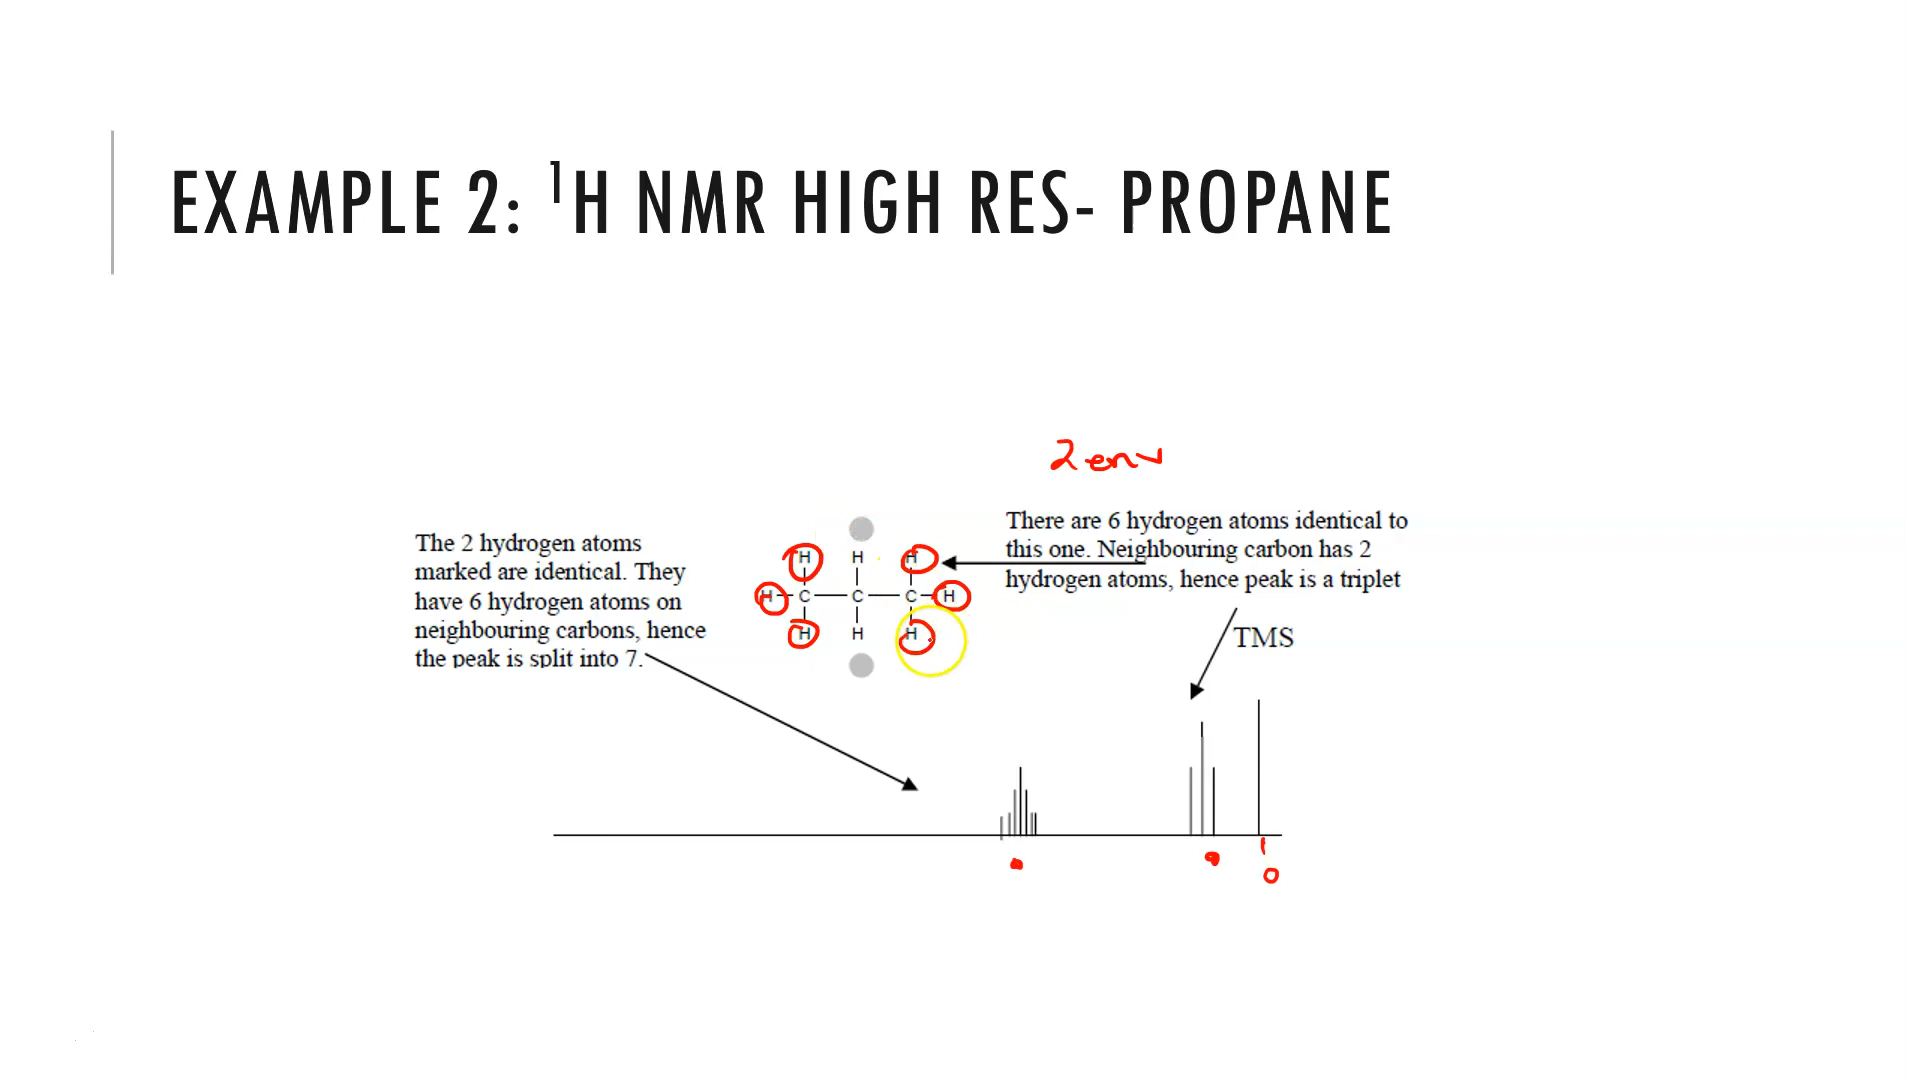 EXAMPLE 2: ¹H NMR HIGH RES- PROPANE
2 env
The 2 hydrogen atoms
marked are identical. They
have 6 hydrogen atoms on
neighbouring carbons, hence
the peak is split into 7.
H H H
H C C C H
H H H
There are 6 hydrogen atoms identical to
this one. Neighbouring carbon has 2
hydrogen atoms, hence peak is a triplet
TMS
0